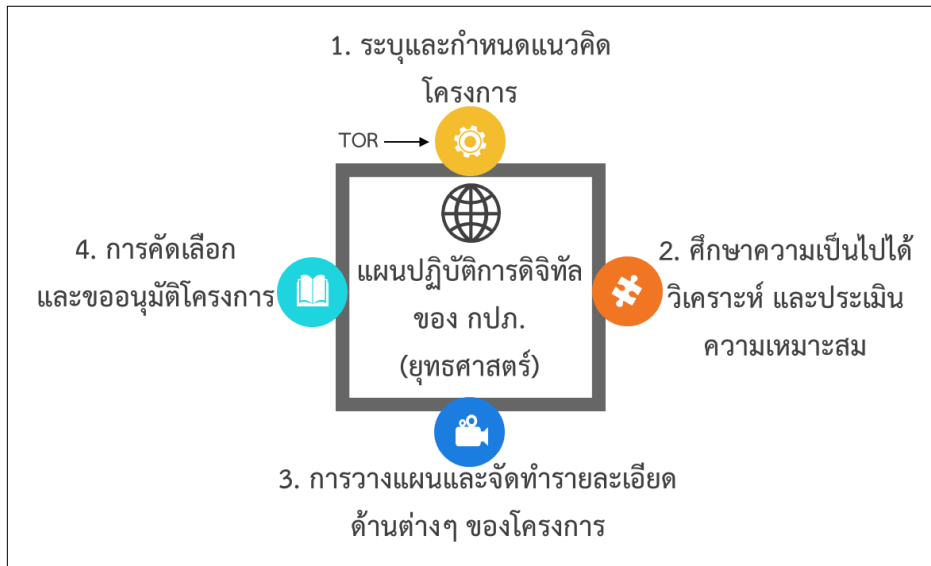 1. ระบุและกำหนดแนวคิด
โครงการ
TOR
แผนปฏิบัติการดิจิทัล
ของ กปภ.
(ยุทธศาสตร์)
2. ศึกษาความเป็นไปได้
วิเคราะห์ และประเมิน
ความเหมาะสม
3. การวางแผนและจัดทำรายละเอียด
ด้านต่างๆ ของโครงการ
4. การคัดเลือก
และขออนุมัติโครงการ